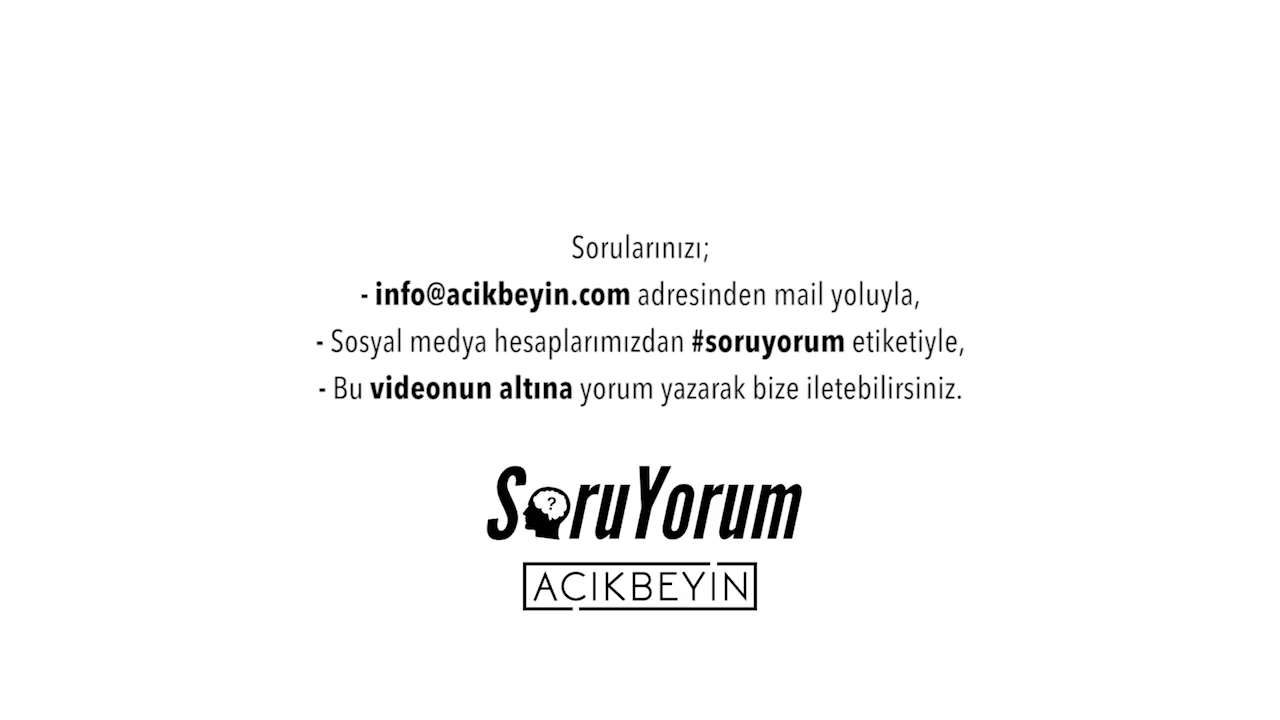 Sorularınızı;
- info@acikbeyin.com adresinden mail yoluyla,
- Sosyal medya hesaplarımızdan #soruyorum etiketiyle,
- Bu videonun altına yorum yazarak bize iletebilirsiniz.
SoruYorum
AÇIKBEYİN